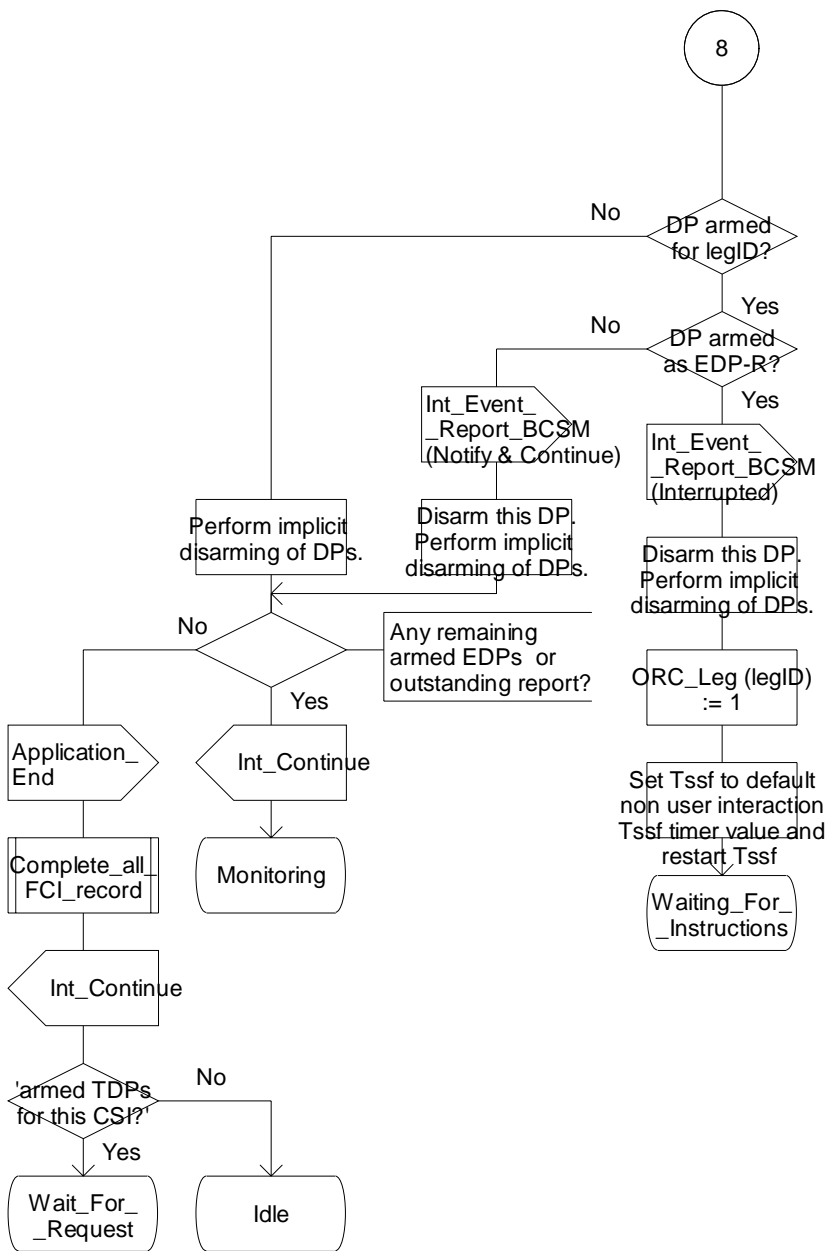 8
No
DP armed
for legID?
Yes
No
DP armed
as EDP-R?
Yes
Int_Event_
_Report_BCSM
(Notify & Continue)
Int_Event_
_Report_BCSM
(Interrupted)
Perform implicit
disarming of DPs.
Disarm this DP.
Perform implicit
disarming of DPs.
Disarm this DP.
Perform implicit
disarming of DPs.
No
Any remaining
armed EDPs or
outstanding report?
Yes
ORC_Leg (legID)
:= 1
Application_
End
Int_Continue
Set Tssf to default
non user interaction
Tssf timer value and
restart Tssf
Complete_all_
FCI_record
Monitoring
Waiting_For_
_Instructions
Int_Continue
'armed TDPs
for this CSI?'
No
Yes
Wait_For_
_Request
Idle